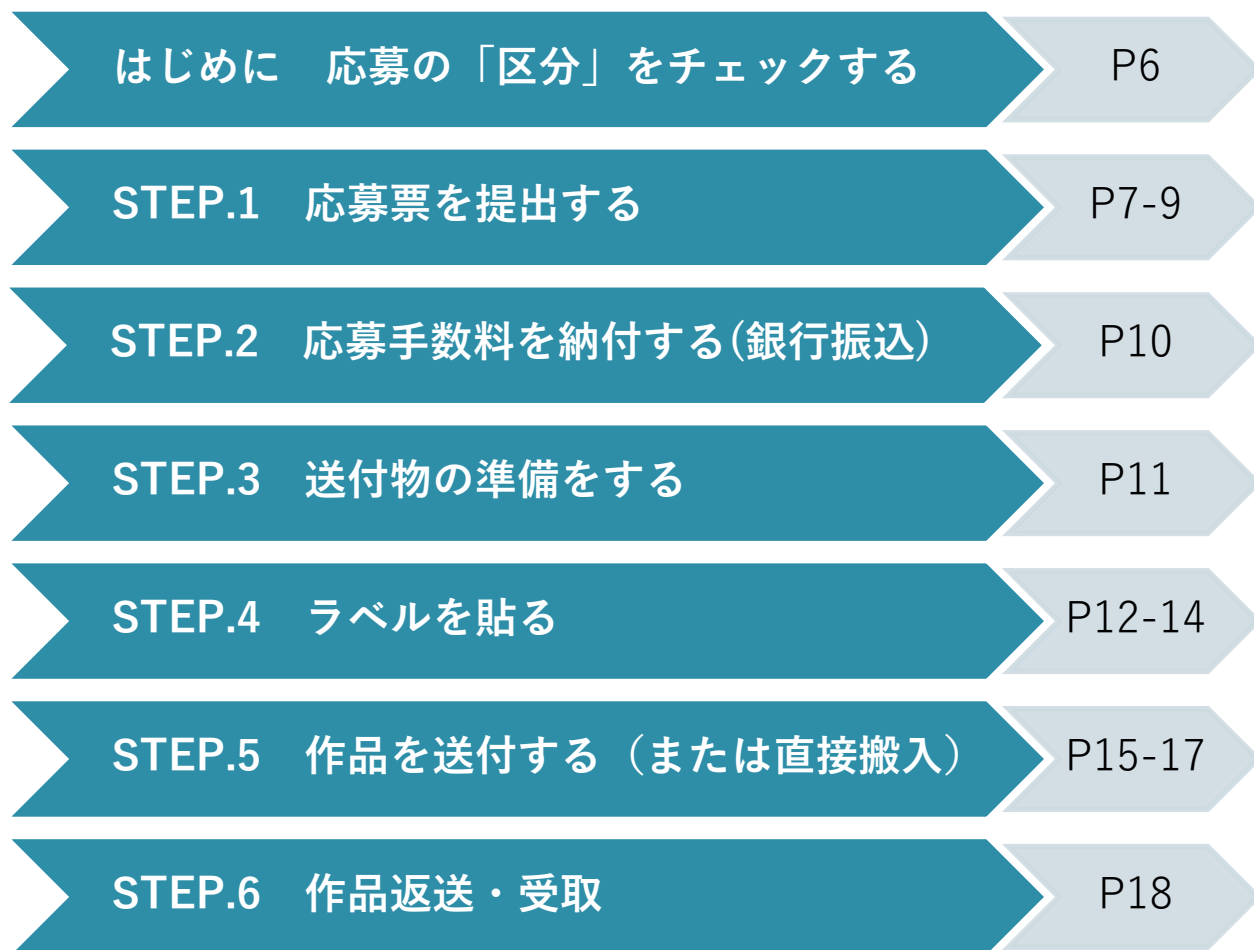 はじめに　応募の「区分」をチェックする　P6
STEP.1　応募票を提出する　P7-9
STEP.2　応募手数料を納付する(銀行振込)　P10
STEP.3　送付物の準備をする　P11
STEP.4　ラベルを貼る　P12-14
STEP.5　作品を送付する（または直接搬入）　P15-17
STEP.6　作品返送・受取　P18